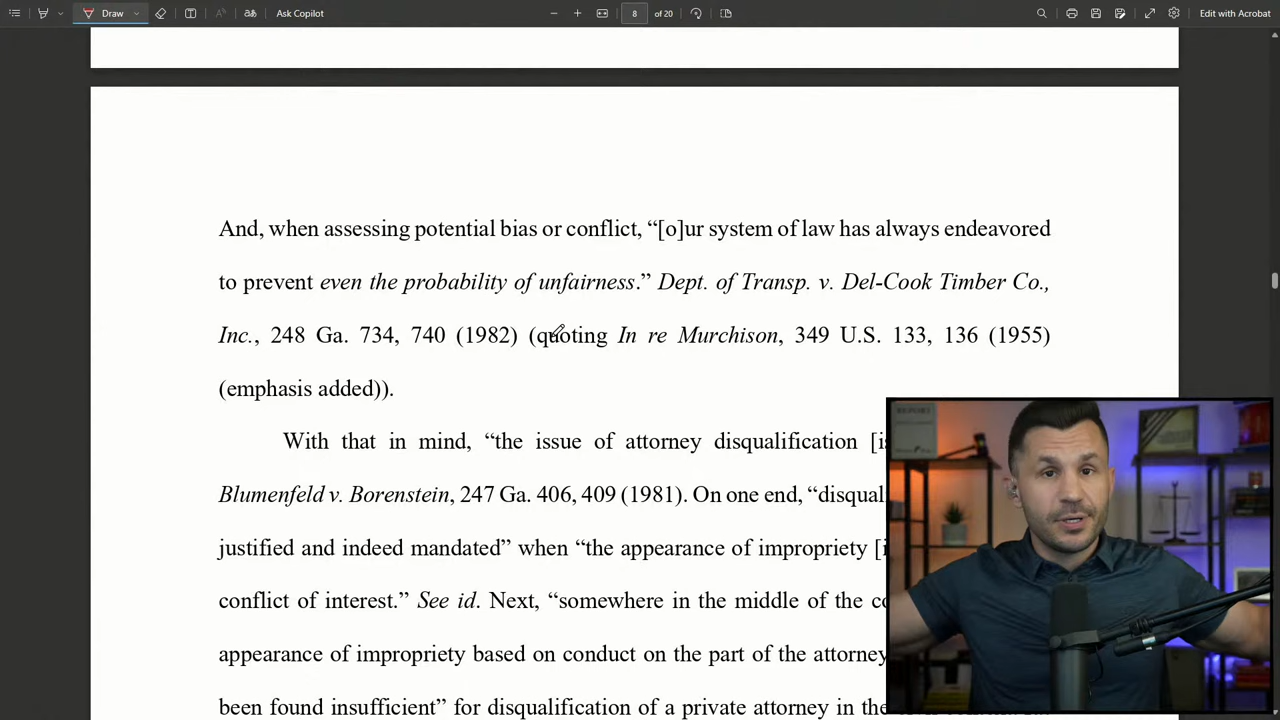 Draw
Ask Copilot
8 of 20
Edit with Acrobat
And, when assessing potential bias or conflict, “[o]ur system of law has always endeavored
to prevent even the probability of unfairness.” Dept. of Transp. v. Del-Cook Timber Co.,
Inc., 248 Ga. 734, 740 (1982) (quoting In re Murchison, 349 U.S. 133, 136 (1955)
(emphasis added)).
With that in mind, “the issue of attorney disqualification
Blumenfeld v. Borenstein, 247 Ga. 406, 409 (1981). On one end,
justified and indeed mandated” when “the appearance of impropriety
conflict of interest.” See id. Next, “somewhere in the middle of the
appearance of impropriety based on conduct on the part of the attorney
been found insufficient” for disqualification of a private attorney in the